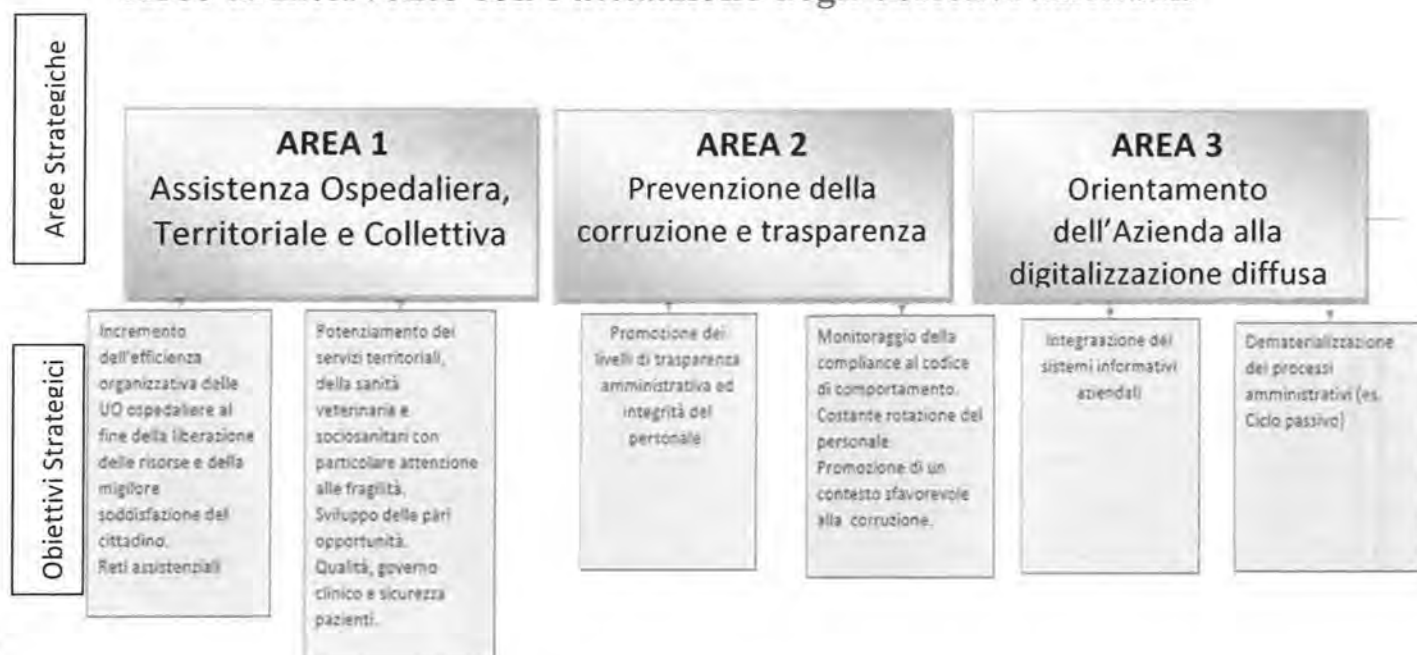 Aree Strategiche
AREA 1
Assistenza Ospedaliera,
Territoriale e Collettiva
AREA 2
Prevenzione della
corruzione e trasparenza
AREA 3
Orientamento
dell'Azienda alla
digitalizzazione diffusa
Obiettivi Strategici
Incremento
dell'efficienza
organizzativa delle
UO ospedaliere al
fine della liberazione
delle risorse e della
migliore
soddisfazione del
cittadino.
Reti assistenziali
Potenziamento dei
servizi territoriali,
della sanità
veterinaria e
sociosanitari con
particolare attenzione
alle fragilità.
Sviluppo delle pari
opportunità.
Qualità, governo
clinico e sicurezza
pazienti.
Promozione dei
livelli di trasparenza
amministrativa ed
integrità del
personale
Monitoraggio della
compliance al codice
di comportamento.
Costante rotazione del
personale
Promozione di un
contesto sfavorevole
alla corruzione.
Integraazione dei
sistemi informativi
aziendali
Dematerializzazione
dei processi
amministrativi (es.
Ciclo passivo)